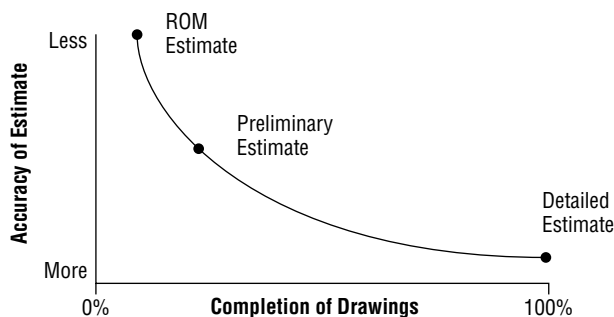 ROM
Estimate
Less
Preliminary
Estimate
Accuracy of Estimate
Detailed
Estimate
More
0%
Completion of Drawings
100%